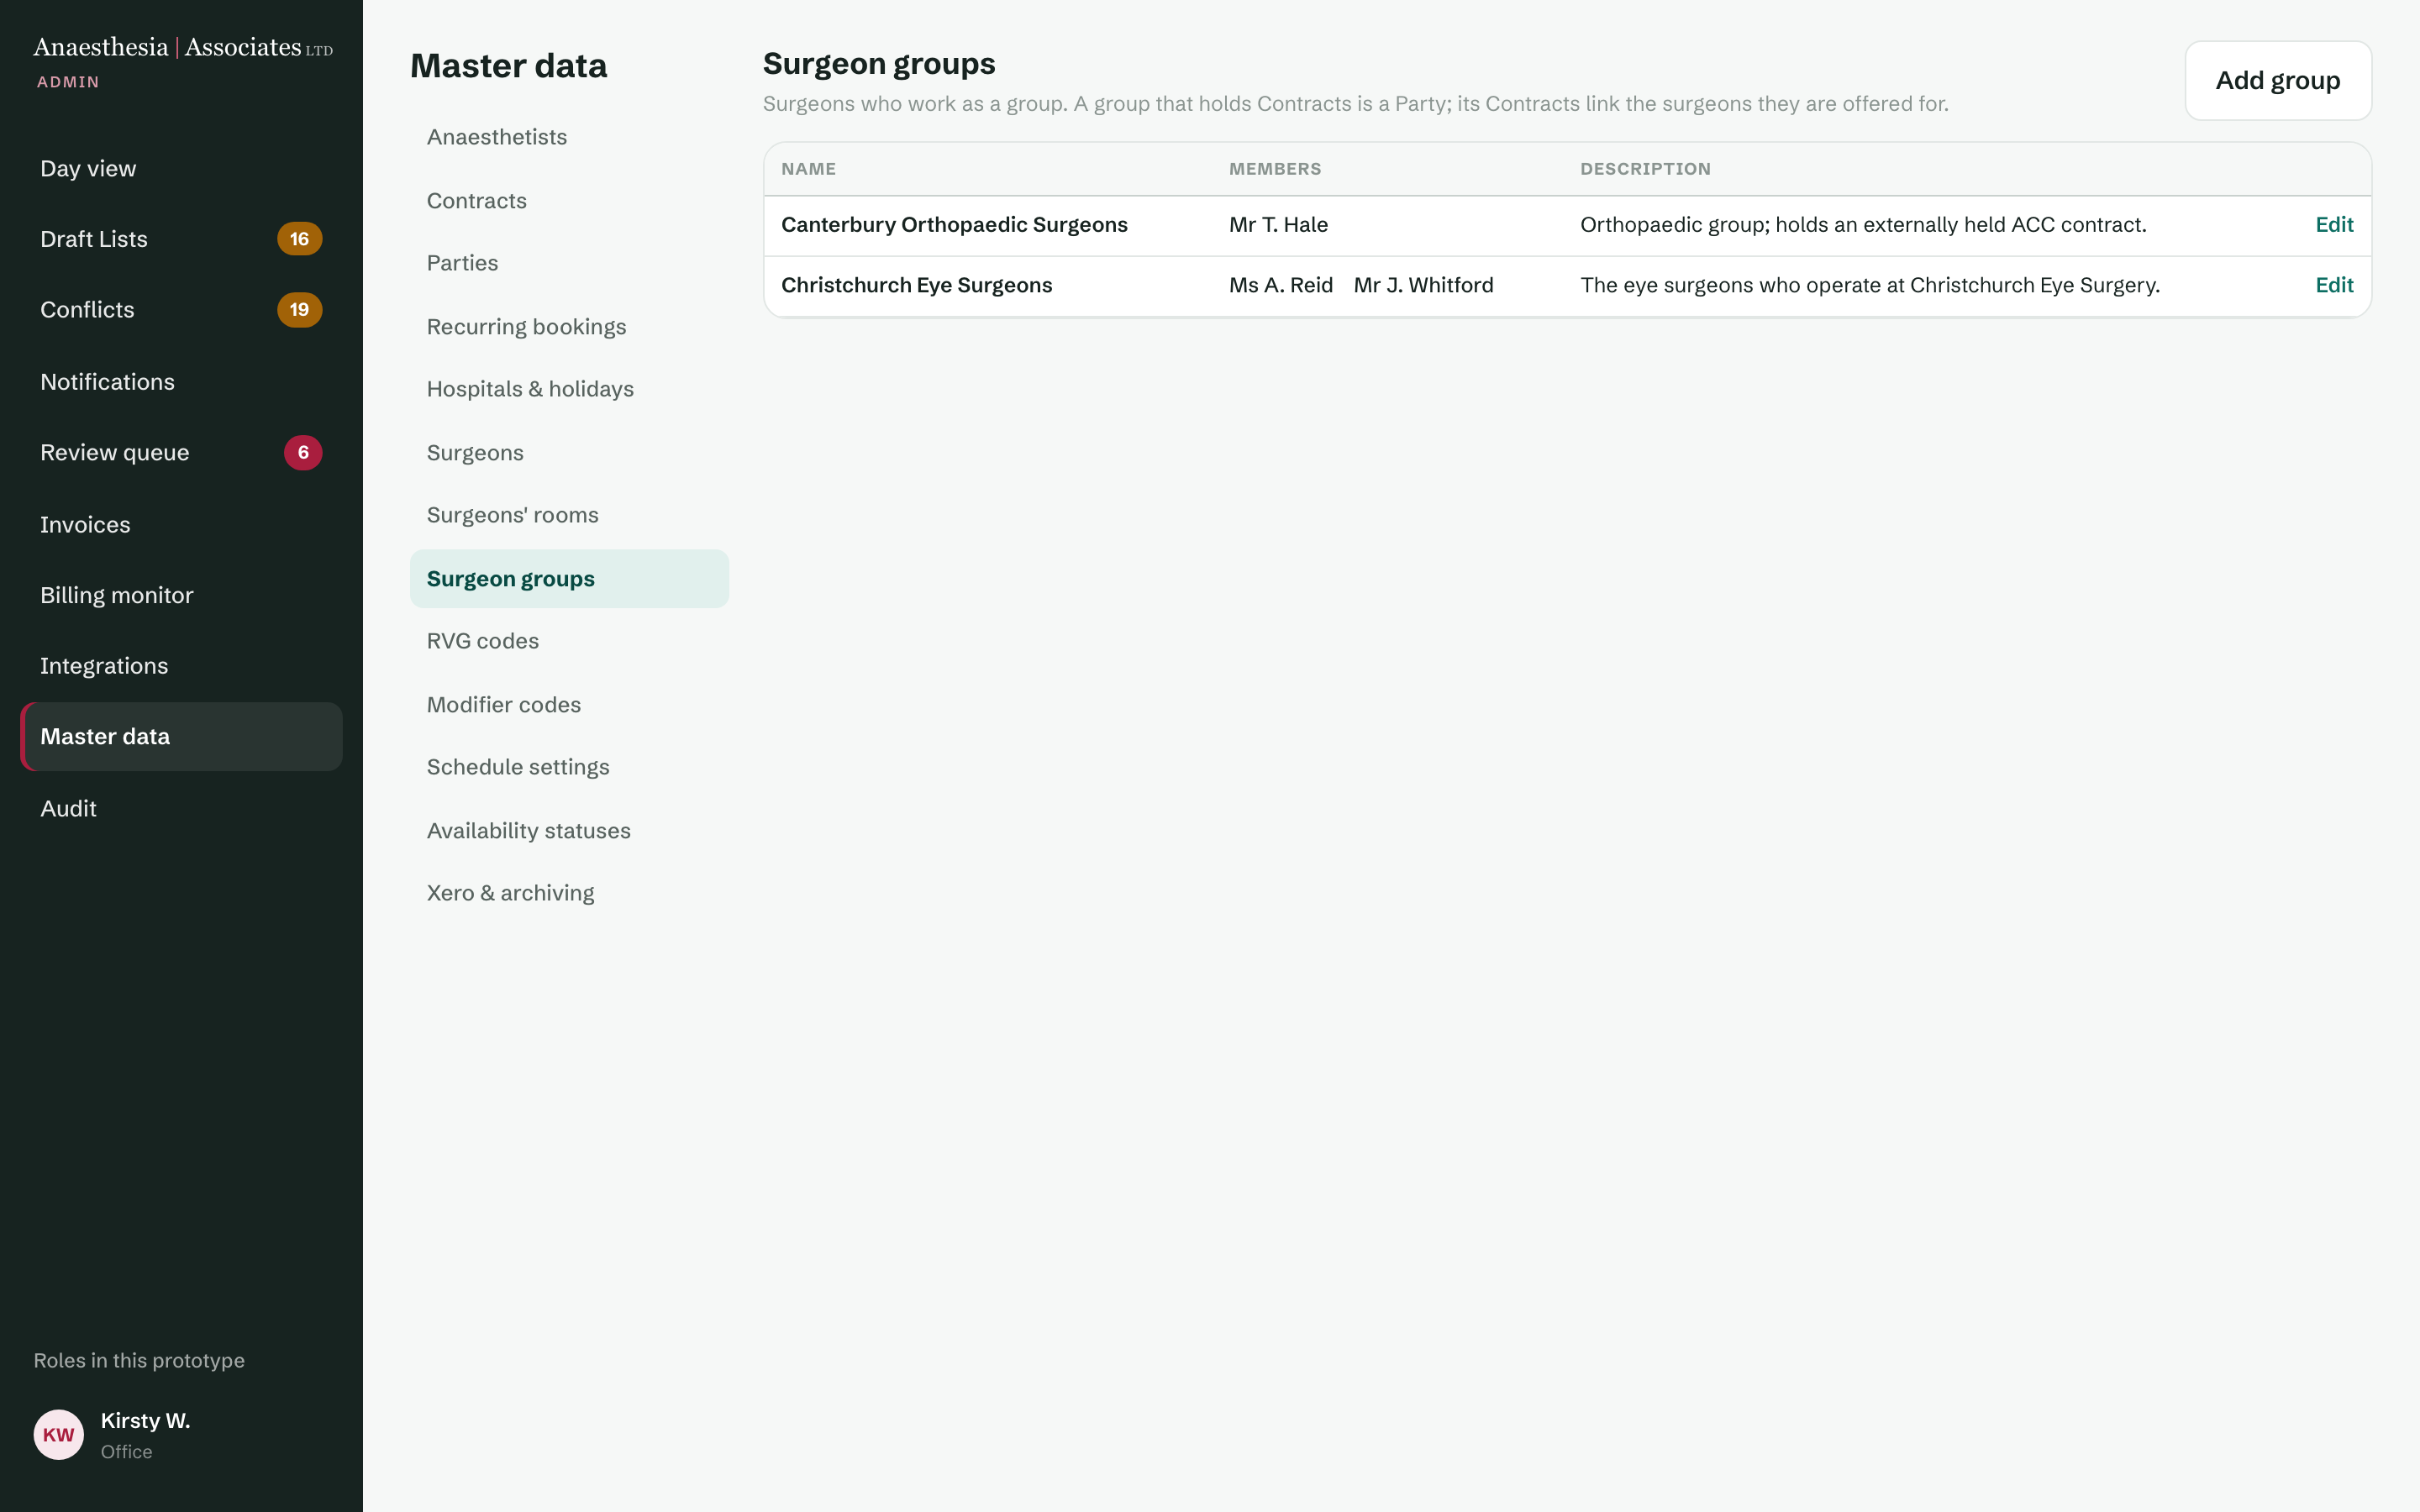 Anaesthesia | Associates LTD
ADMIN
Day view
Draft Lists 16
Conflicts 19
Notifications
Review queue 6
Invoices
Billing monitor
Integrations
Master data
Audit
Roles in this prototype
KW
Kirsty W.
Office
Master data
Anaesthetists
Contracts
Parties
Recurring bookings
Hospitals & holidays
Surgeons
Surgeons' rooms
Surgeon groups
RVG codes
Modifier codes
Schedule settings
Availability statuses
Xero & archiving
Surgeon groups
Surgeons who work as a group. A group that holds Contracts is a Party; its Contracts link the surgeons they are offered for.
Add group
NAME MEMBERS DESCRIPTION
Canterbury Orthopaedic Surgeons Mr T. Hale Orthopaedic group; holds an externally held ACC contract. Edit
Christchurch Eye Surgeons Ms A. Reid Mr J. Whitford The eye surgeons who operate at Christchurch Eye Surgery. Edit